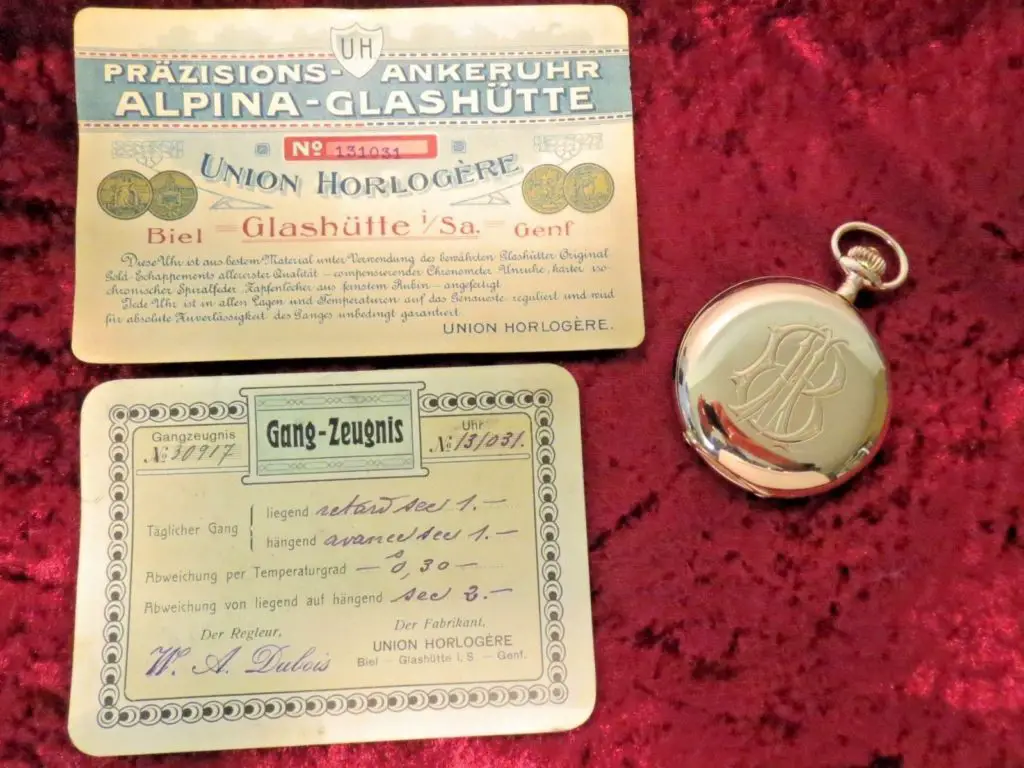 UH
PRÄZISIONS- ANKERUHR
ALPINA-GLASHÜTTE
No 131031
UNION HORLOGÈRE
Biel Glashütte i/Sa. Genf
Diese Uhr ist aus bestem Material unter Verwendung des bewährten Glashütter Original
Gold-Echappements allererster Qualität – compensierender Chronometer Unruhe, harter iso-
chronischer Spiralfeder, Zapfenlöcher aus feinstem Rubin – angefertigt.
Jede Uhr ist in allen Lagen und Temperaturen auf das Genaueste reguliert und wird
für absolute Zuverlässigkeit des Ganges unbedingt garantiert.
UNION HORLOGÈRE.
Gang-Zeugnis
Gangzeugnis
No 30917
Uhr
No 131031.
Täglicher Gang
liegend retard sec 1.–
hängend avance sec 1.–
Abweichung per Temperaturgrad – 0,30 –
Abweichung von liegend auf hängend sec 2.–
Der Regleur,
W. A. Dubois
Der Fabrikant,
UNION HORLOGÈRE
Biel – Glashütte i. S. – Genf.